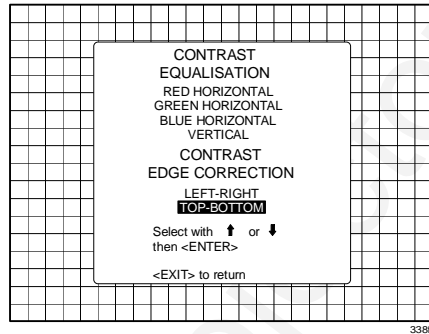 CONTRAST
EQUALISATION
RED HORIZONTAL
GREEN HORIZONTAL
BLUE HORIZONTAL
VERTICAL
CONTRAST
EDGE CORRECTION
LEFT-RIGHT
TOP-BOTTOM
Select with ⬆ or ⬇
then <ENTER>
<EXIT> to return